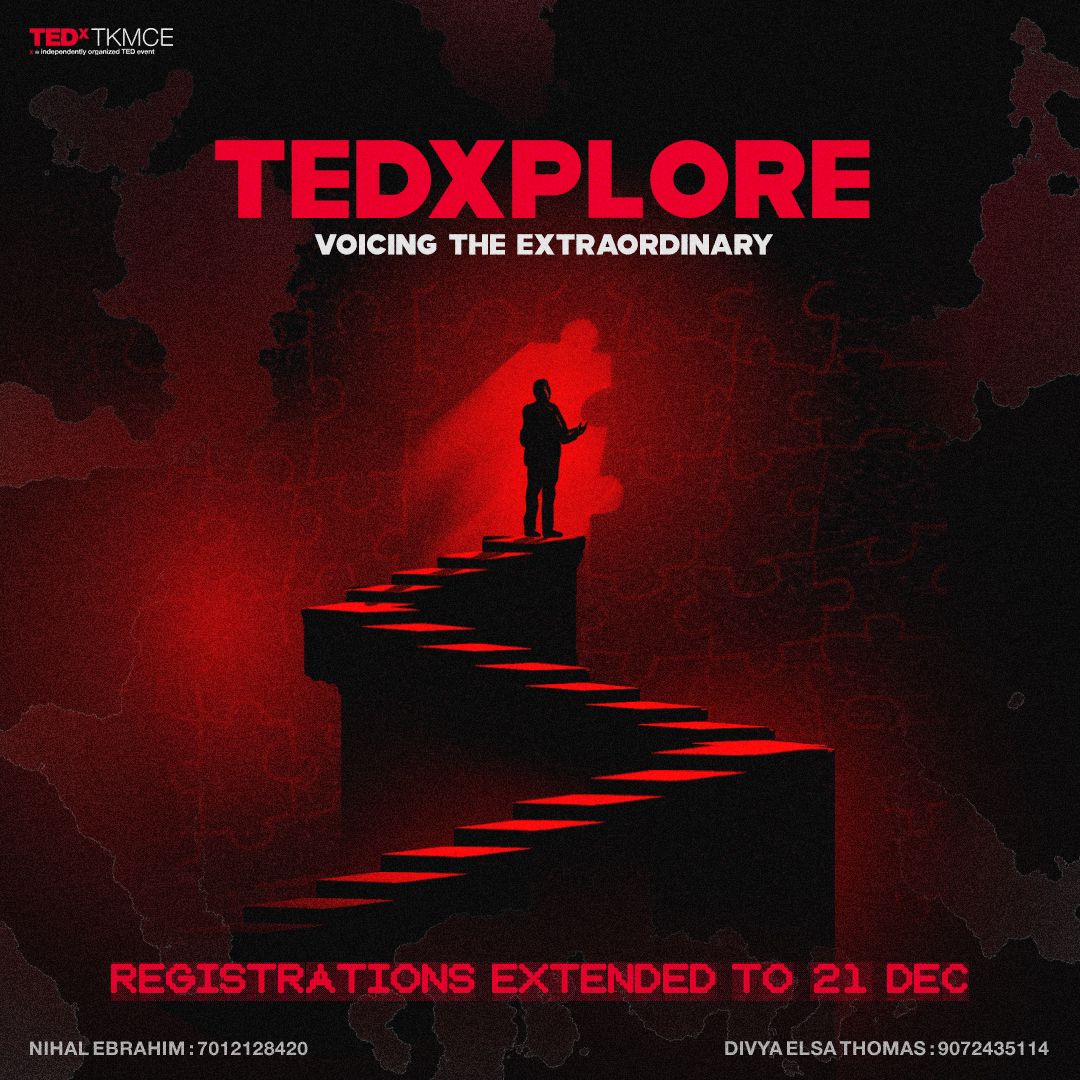 TEDxTKMCE
x = independently organized TED event
TEDXPLORE
VOICING THE EXTRAORDINARY
REGISTRATIONS EXTENDED TO 21 DEC
NIHAL EBRAHIM : 7012128420
DIVYA ELSA THOMAS : 9072435114